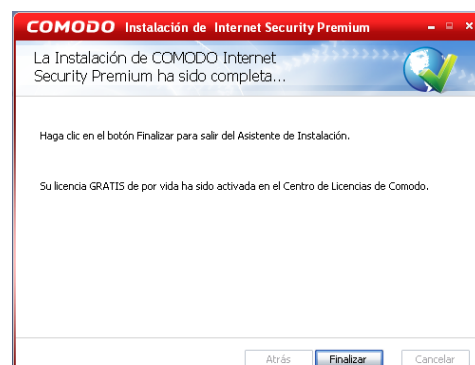 COMODO Instalación de Internet Security Premium
La Instalación de COMODO Internet
Security Premium ha sido completa...
Haga clic en el botón Finalizar para salir del Asistente de Instalación.
Su licencia GRATIS de por vida ha sido activada en el Centro de Licencias de Comodo.
Atrás Finalizar Cancelar